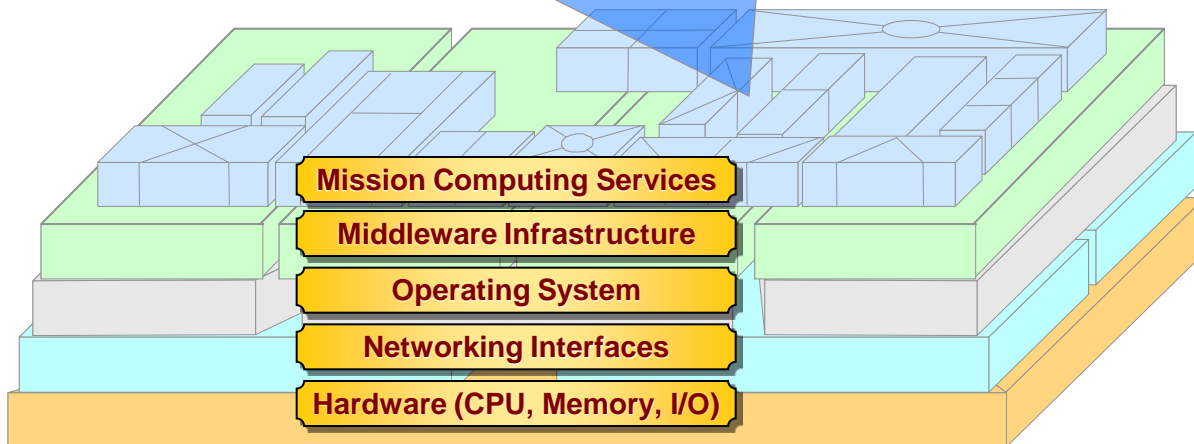 Mission Computing Services
Middleware Infrastructure
Operating System
Networking Interfaces
Hardware (CPU, Memory, I/O)